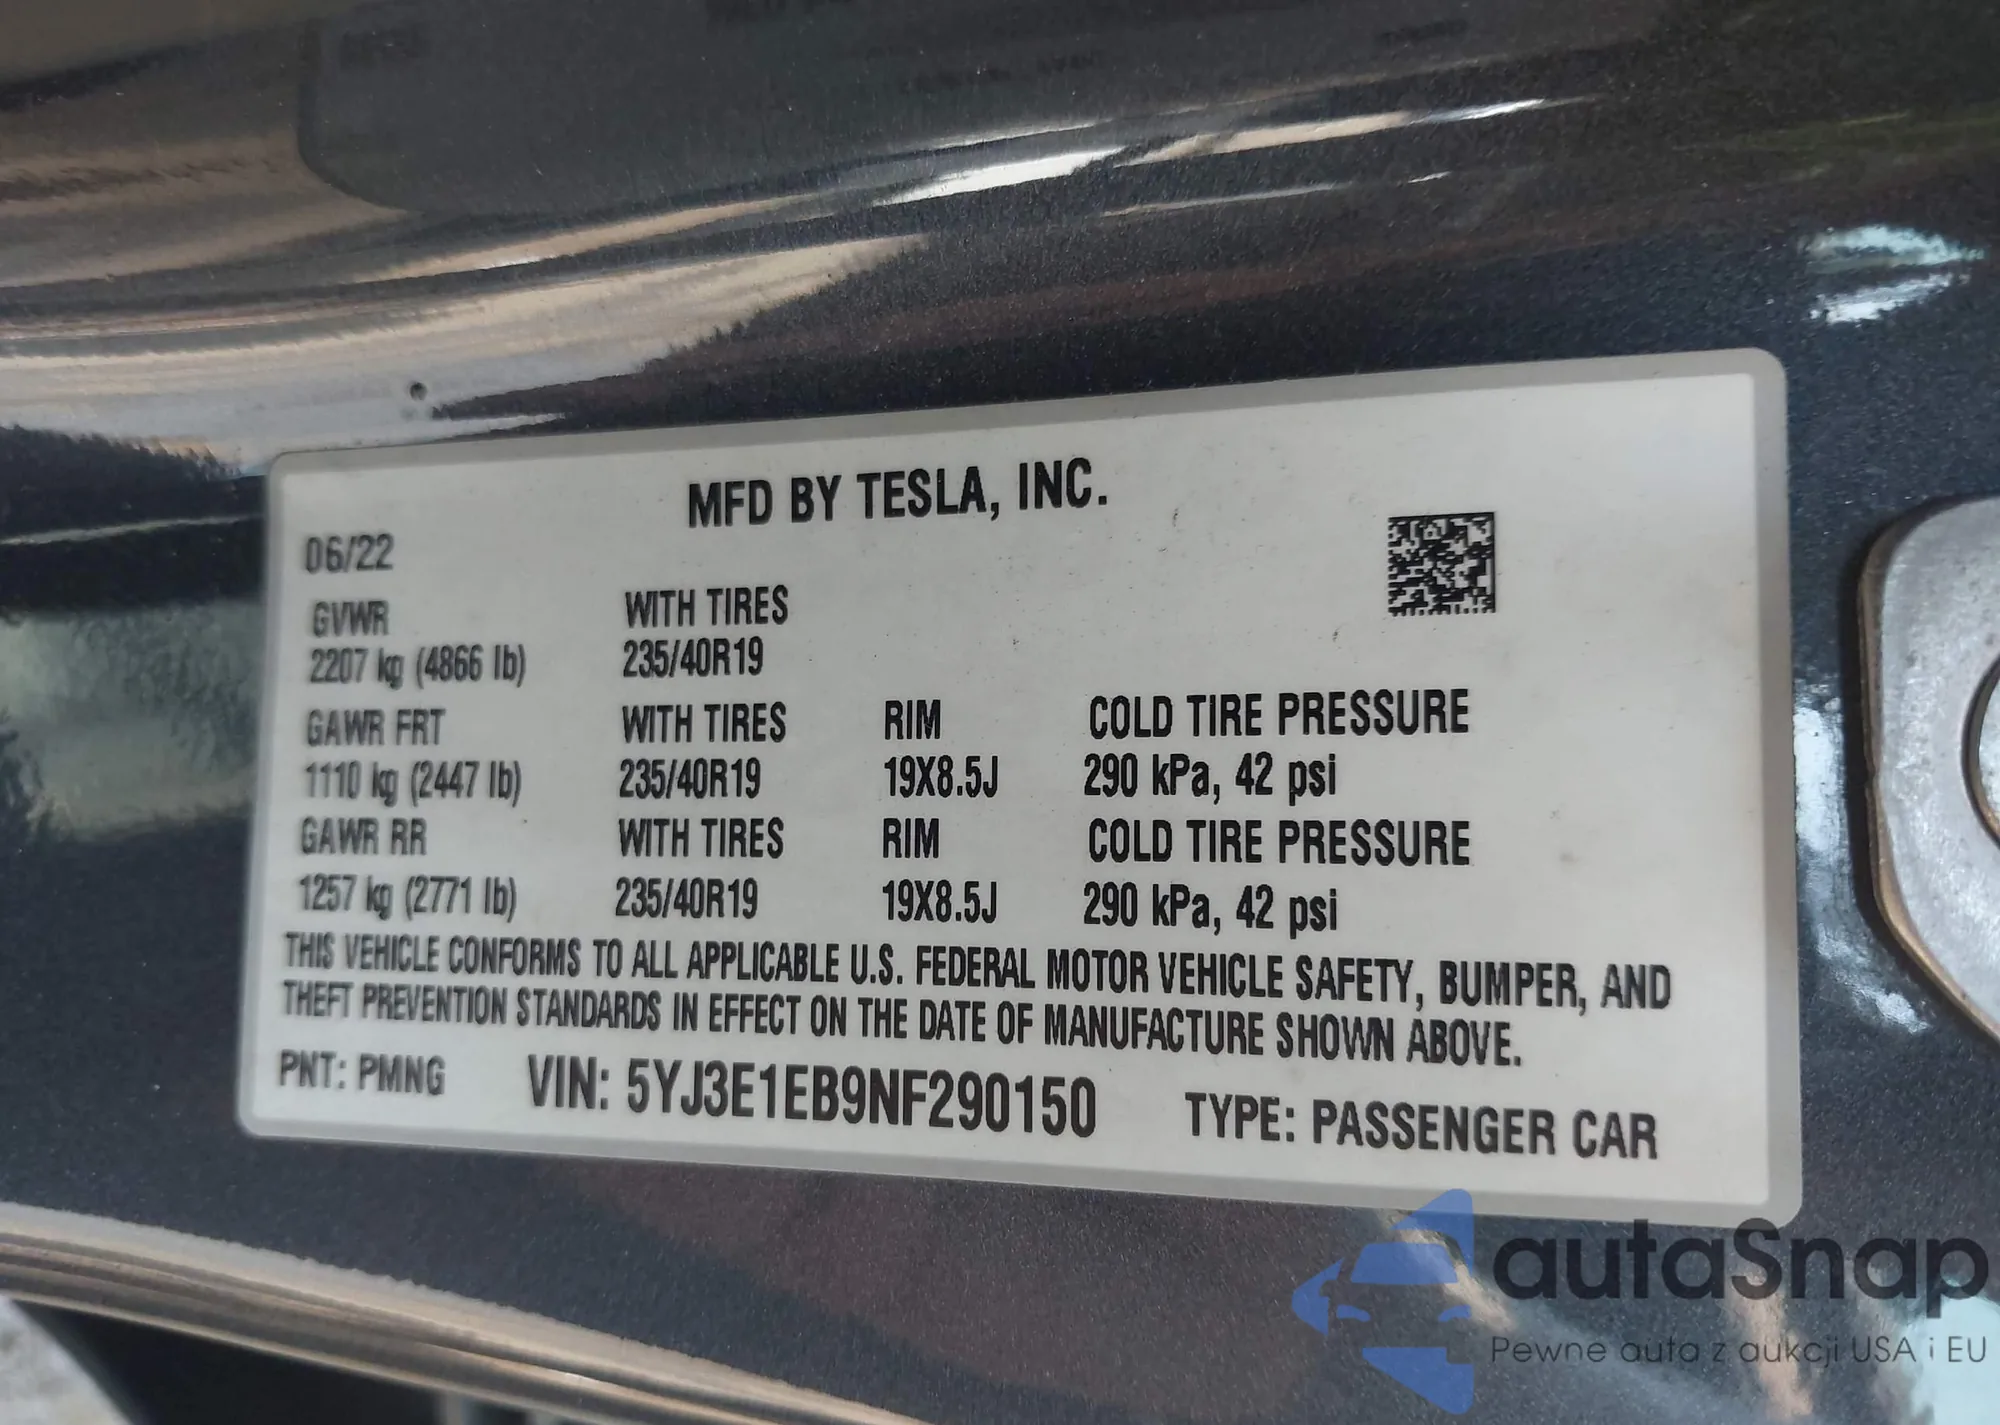 MFD BY TESLA, INC.
06/22
GVWR WITH TIRES
2207 kg (4866 lb) 235/40R19
GAWR FRT WITH TIRES RIM COLD TIRE PRESSURE
1110 kg (2447 lb) 235/40R19 19X8.5J 290 kPa, 42 psi
GAWR RR WITH TIRES RIM COLD TIRE PRESSURE
1257 kg (2771 lb) 235/40R19 19X8.5J 290 kPa, 42 psi
THIS VEHICLE CONFORMS TO ALL APPLICABLE U.S. FEDERAL MOTOR VEHICLE SAFETY, BUMPER, AND
THEFT PREVENTION STANDARDS IN EFFECT ON THE DATE OF MANUFACTURE SHOWN ABOVE.
PNT: PMNG VIN: 5YJ3E1EB9NF290150 TYPE: PASSENGER CAR
autaSnap
Pewne auta z aukcji USA i EU